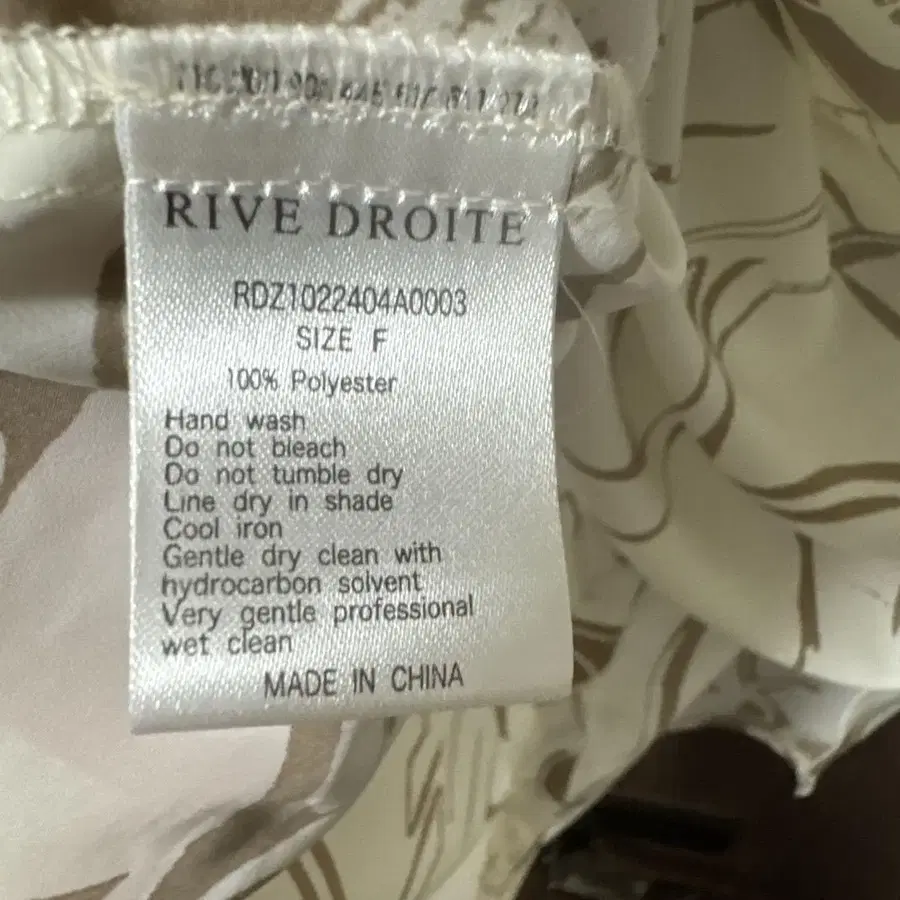 RIVE DROITE
RDZ1022404A0003
SIZE F
100% Polyester
Hand wash
Do not bleach
Do not tumble dry
Line dry in shade
Cool iron
Gentle dry clean with
hydrocarbon solvent
Very gentle professional
wet clean
MADE IN CHINA